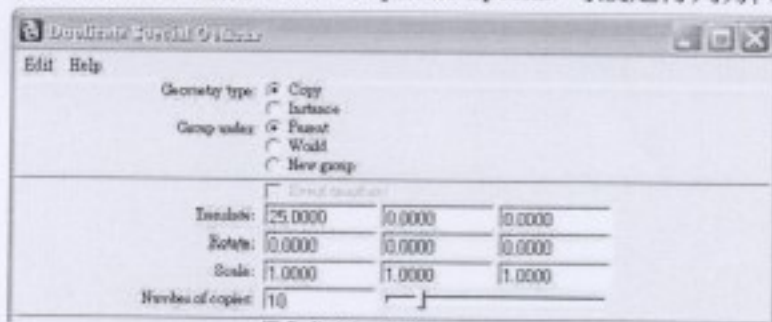 Duplicate Special Options
Edit Help
Geometry type: Copy
Instance
Group under: Parent
World
New group
Translate: 25.0000 0.0000 0.0000
Rotate: 0.0000 0.0000 0.0000
Scale: 1.0000 1.0000 1.0000
Number of copies: 10